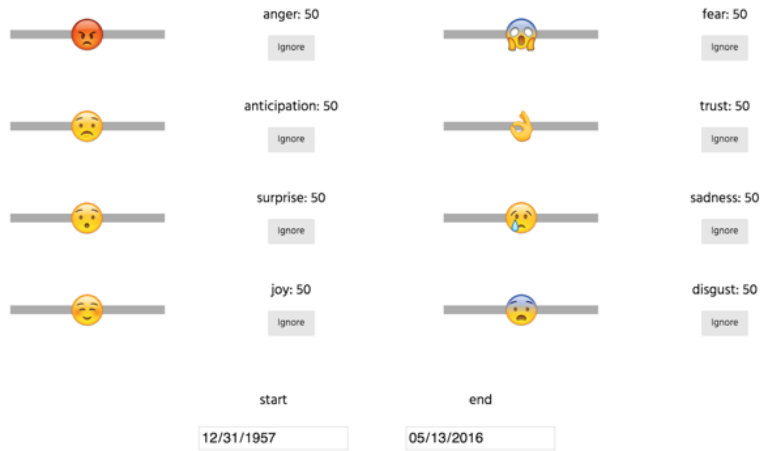 anger: 50
Ignore
fear: 50
Ignore
anticipation: 50
Ignore
trust: 50
Ignore
surprise: 50
Ignore
sadness: 50
Ignore
joy: 50
Ignore
disgust: 50
Ignore
start
end
12/31/1957
05/13/2016